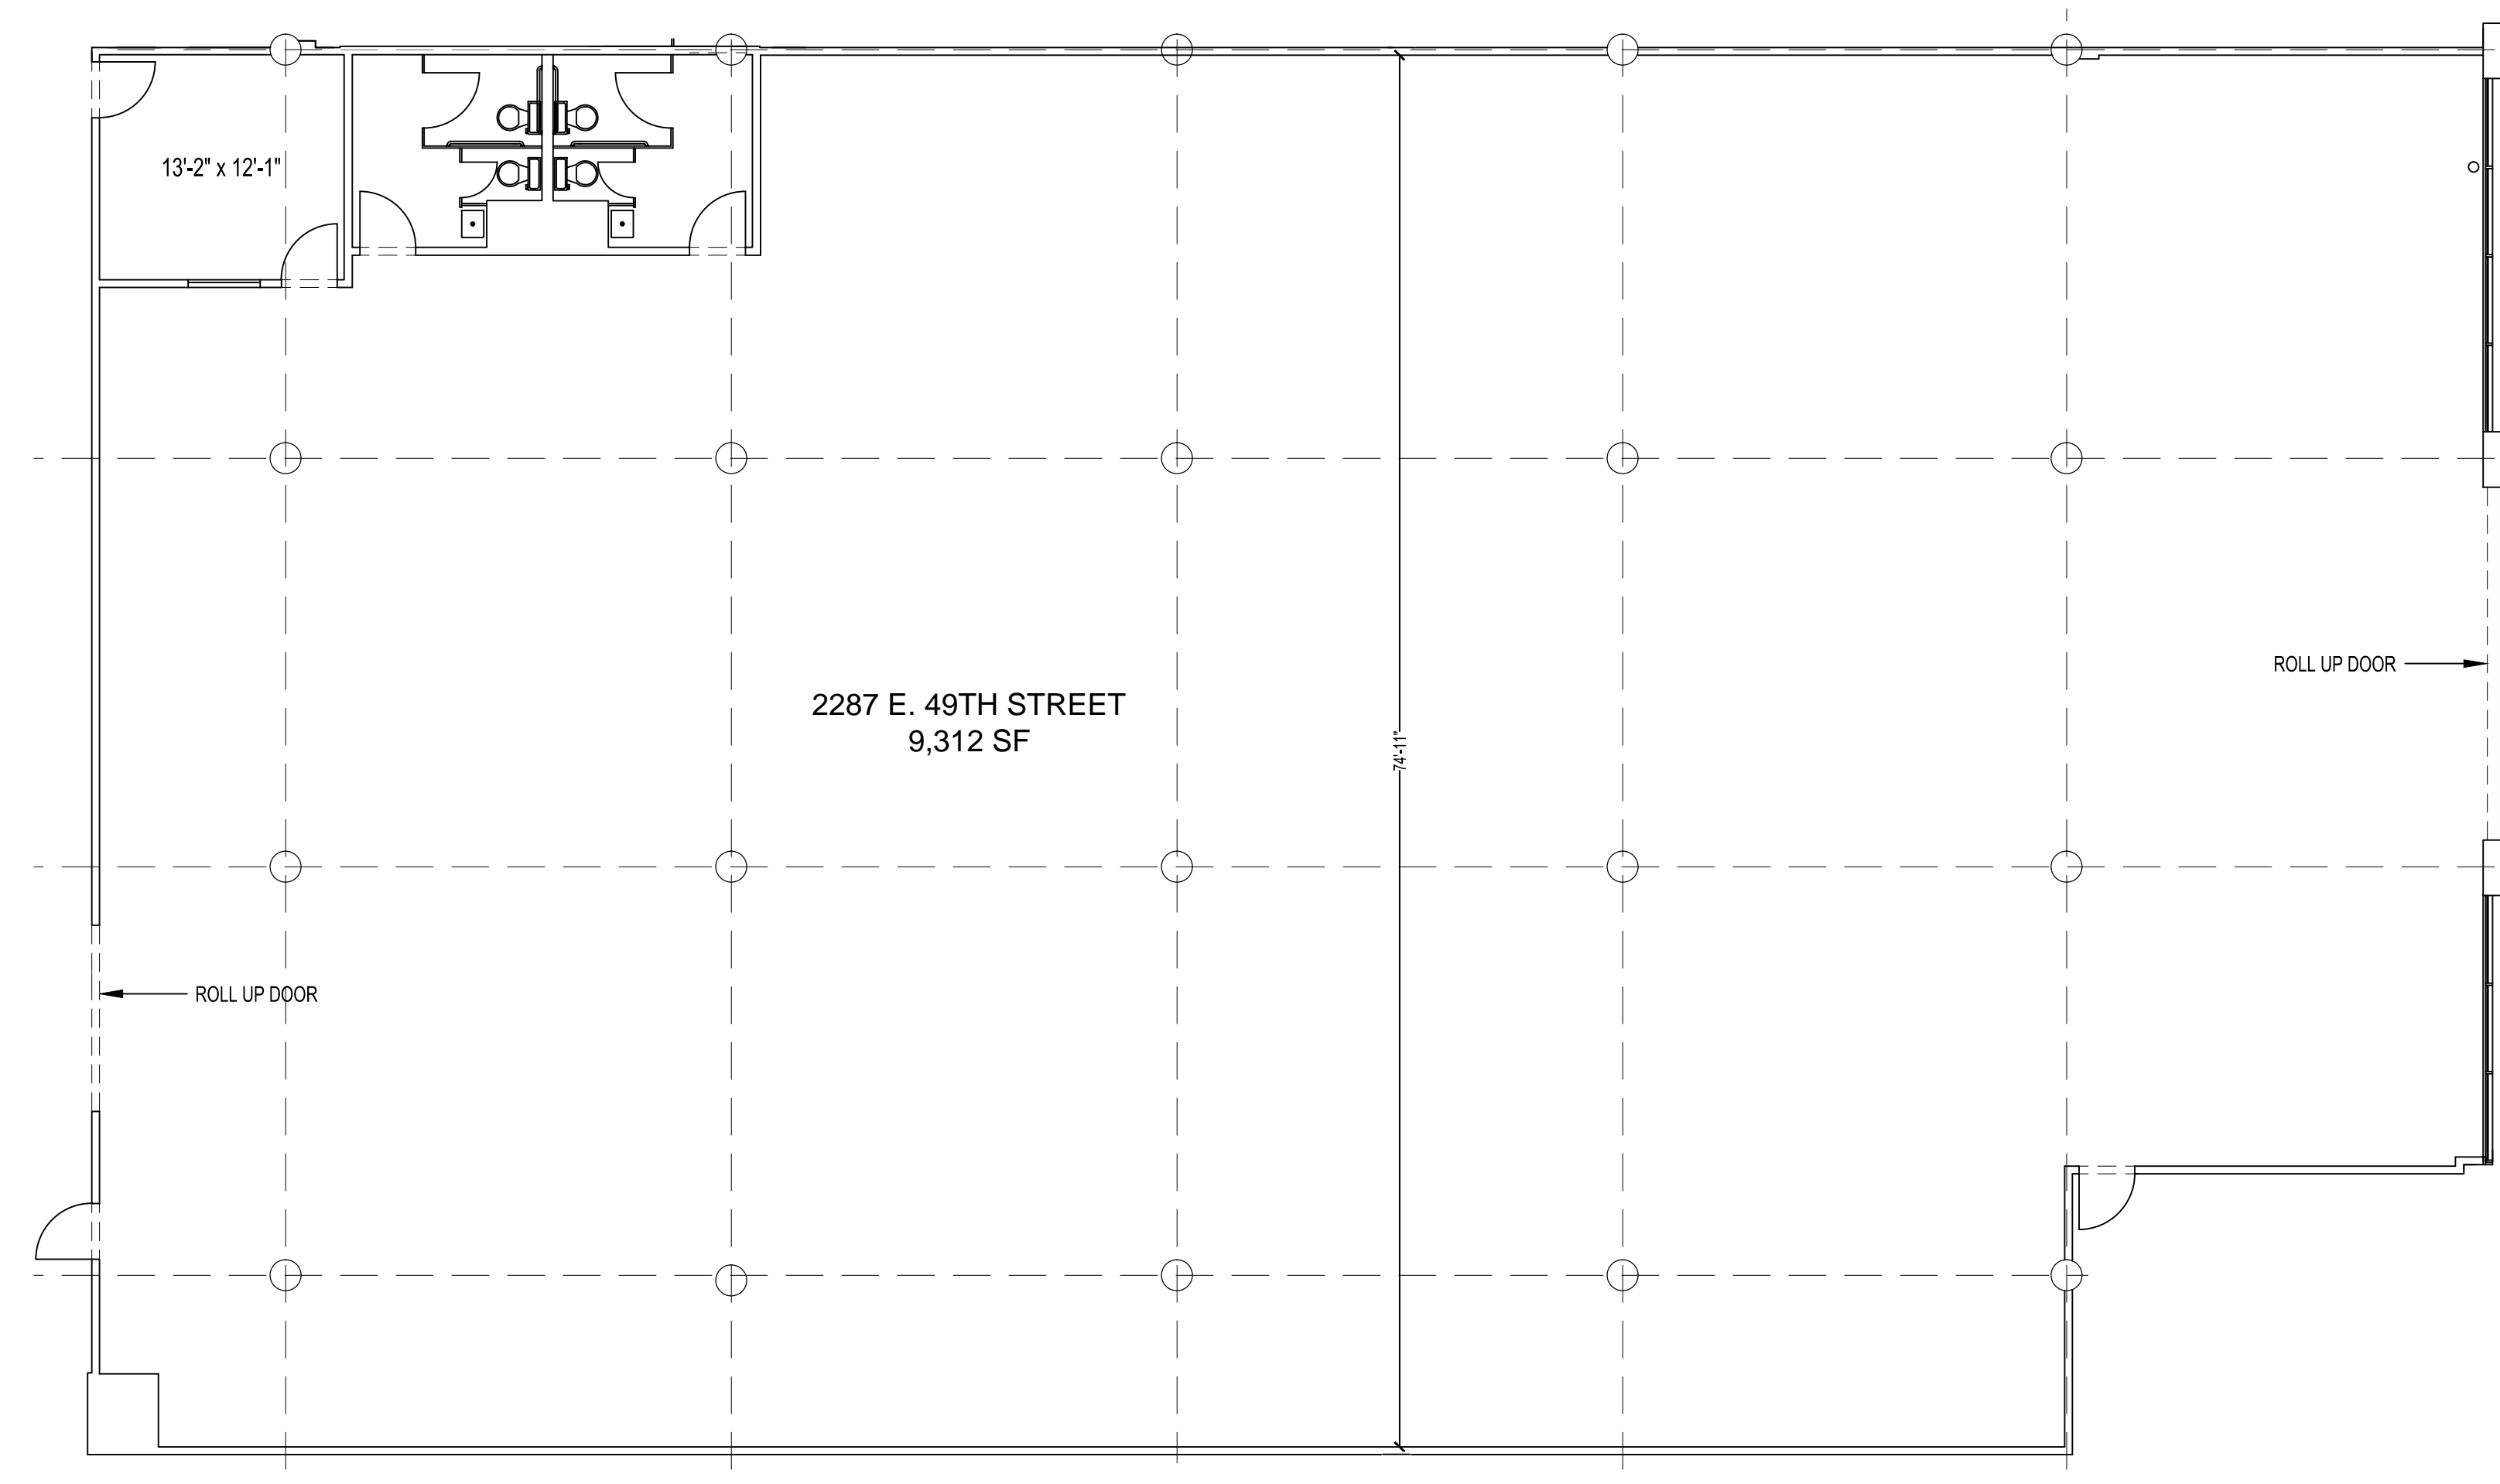 13'-2" x 12'-1"
ROLL UP DOOR
2287 E. 49TH STREET
9,312 SF
74'-11"
ROLL UP DOOR